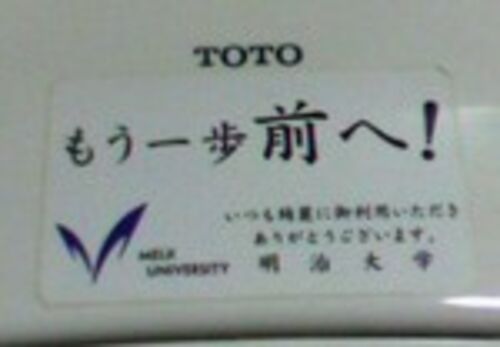 TOTO
もう一歩前へ!
いつも綺麗に御利用いただき
ありがとうございます。
MEIJI
UNIVERSITY
明治大学